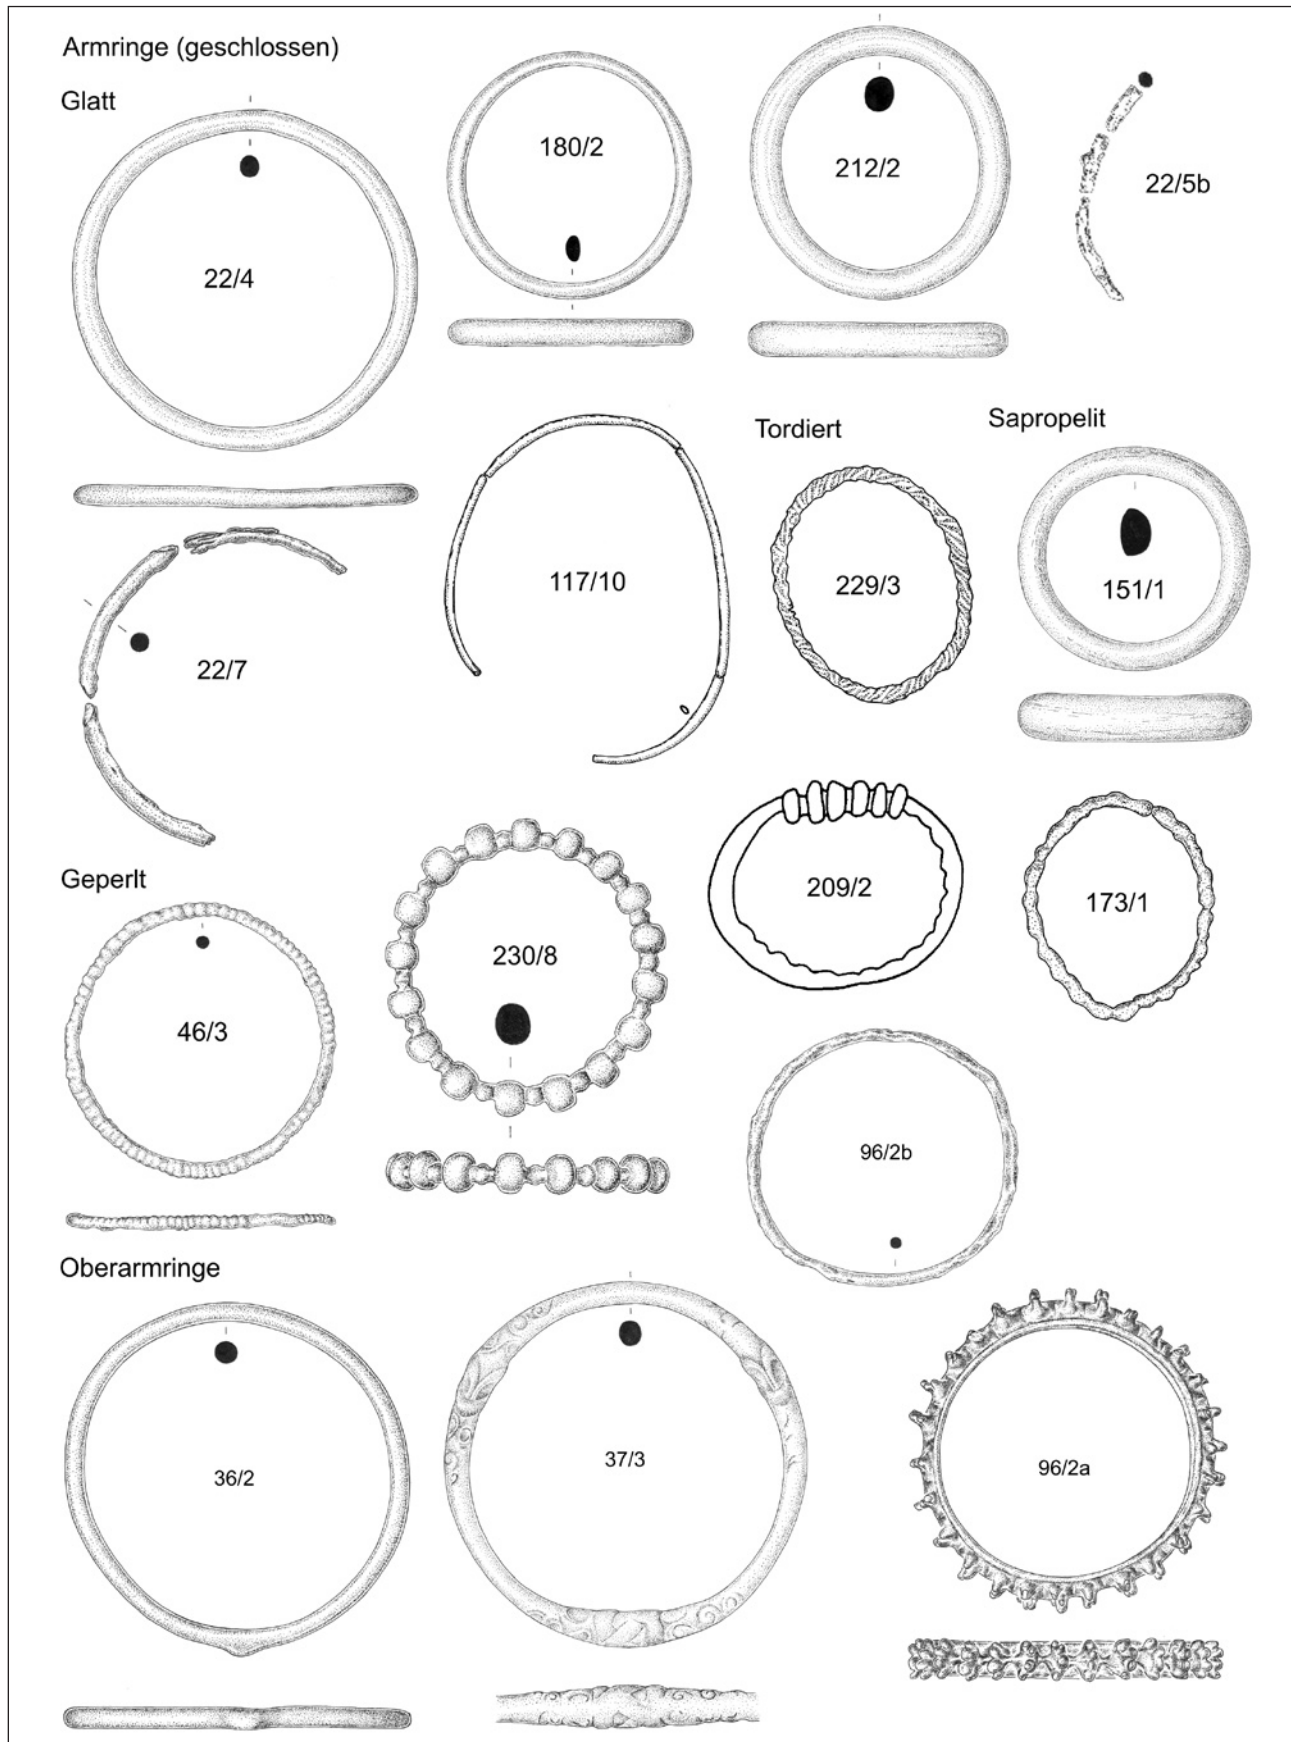 Armringe (geschlossen)
Glatt
22/4
180/2
212/2
22/5b
22/7
117/10
Tordiert
229/3
Sapropelit
151/1
Geperlt
46/3
230/8
209/2
173/1
96/2b
Oberarmringe
36/2
37/3
96/2a